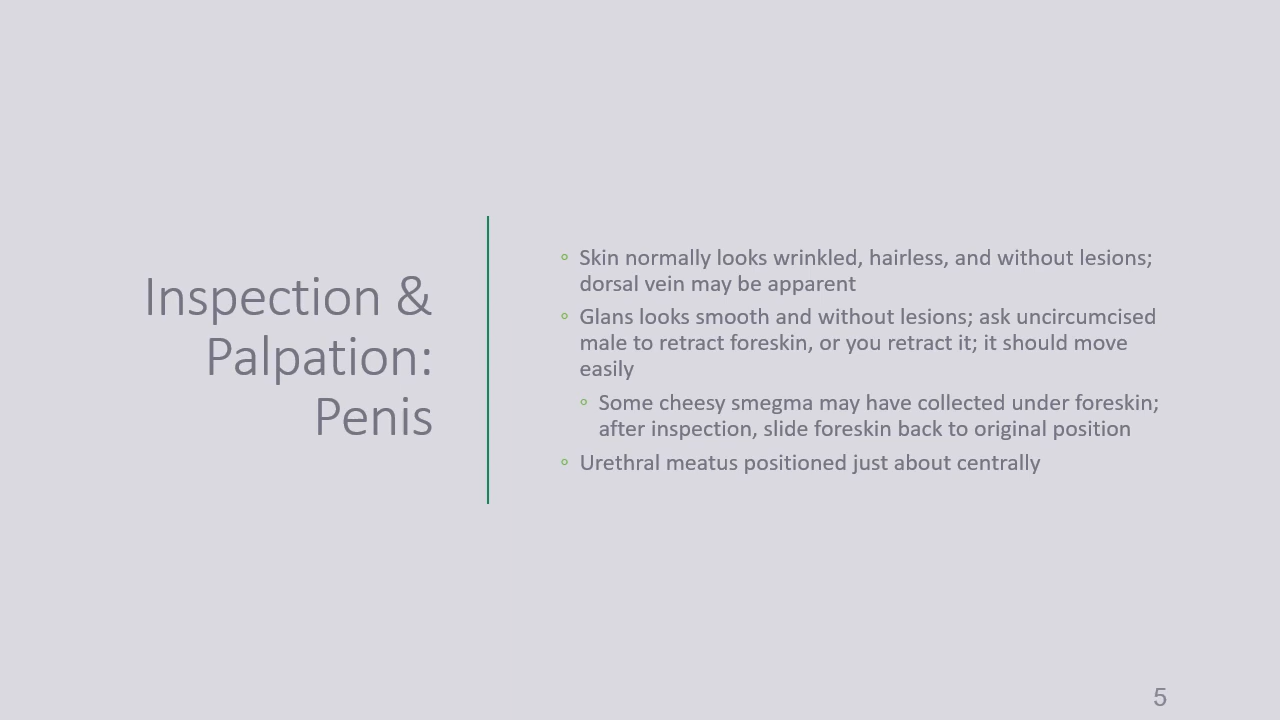 Inspection &
Palpation:
Penis
◦ Skin normally looks wrinkled, hairless, and without lesions;
dorsal vein may be apparent
◦ Glans looks smooth and without lesions; ask uncircumcised
male to retract foreskin, or you retract it; it should move
easily
◦ Some cheesy smegma may have collected under foreskin;
after inspection, slide foreskin back to original position
◦ Urethral meatus positioned just about centrally
5